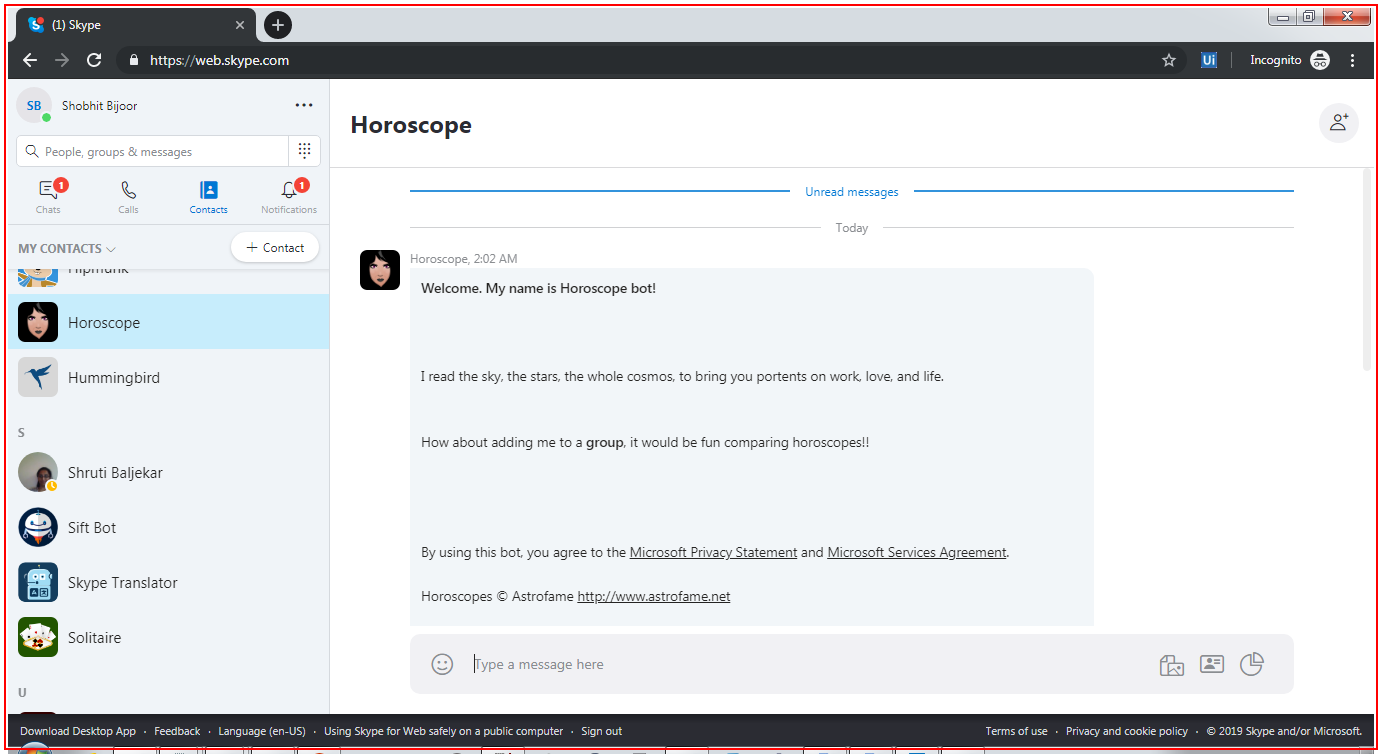 (1) Skype
https://web.skype.com
Ui
Incognito
SB
Shobhit Bijoor
People, groups & messages
1
1
Chats
Calls
Contacts
Notifications
MY CONTACTS
+ Contact
Hipmunk
Horoscope
Hummingbird
S
Shruti Baljekar
Sift Bot
Skype Translator
Solitaire
U
Horoscope
Unread messages
Today
Horoscope, 2:02 AM
Welcome. My name is Horoscope bot!
I read the sky, the stars, the whole cosmos, to bring you portents on work, love, and life.
How about adding me to a group, it would be fun comparing horoscopes!!
By using this bot, you agree to the Microsoft Privacy Statement and Microsoft Services Agreement.
Horoscopes © Astrofame http://www.astrofame.net
Type a message here
Download Desktop App · Feedback · Language (en-US) · Using Skype for Web safely on a public computer · Sign out
Terms of use · Privacy and cookie policy · © 2019 Skype and/or Microsoft.